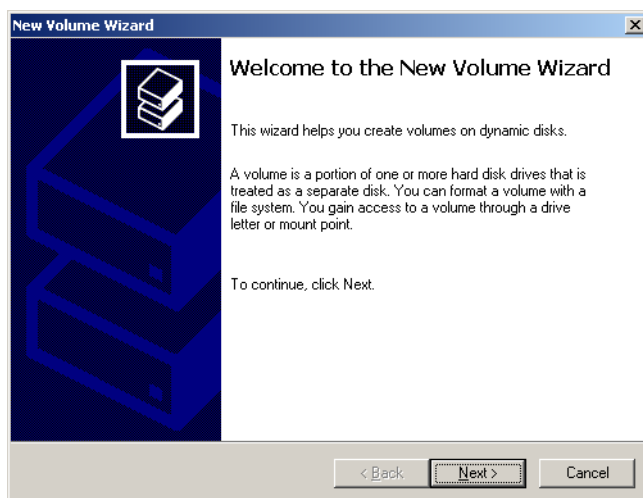 New Volume Wizard
Welcome to the New Volume Wizard
This wizard helps you create volumes on dynamic disks.
A volume is a portion of one or more hard disk drives that is
treated as a separate disk. You can format a volume with a
file system. You gain access to a volume through a drive
letter or mount point.
To continue, click Next.
< Back
Next >
Cancel